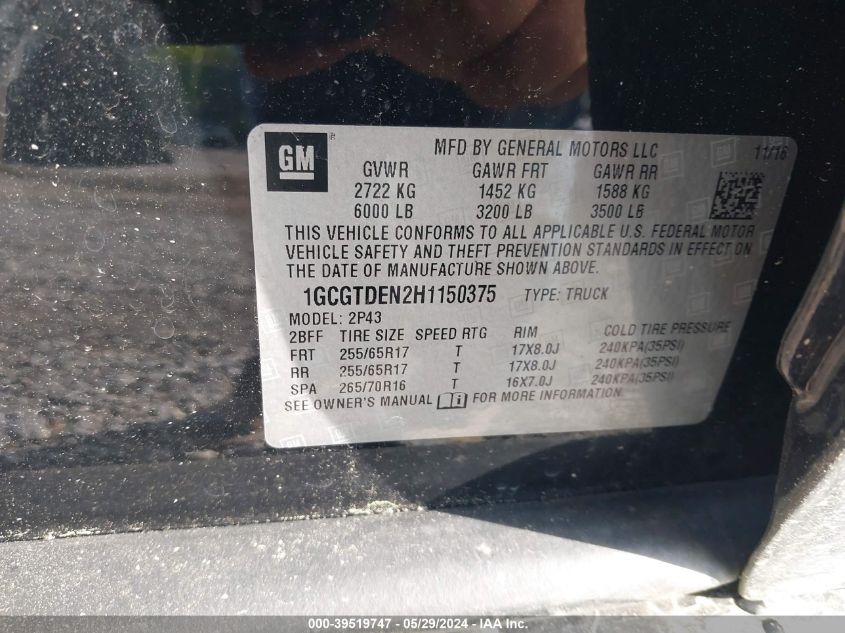 GM ®
MFD BY GENERAL MOTORS LLC 11/16
GVWR GAWR FRT GAWR RR
2722 KG 1452 KG 1588 KG
6000 LB 3200 LB 3500 LB
THIS VEHICLE CONFORMS TO ALL APPLICABLE U.S. FEDERAL MOTOR
VEHICLE SAFETY AND THEFT PREVENTION STANDARDS IN EFFECT ON
THE DATE OF MANUFACTURE SHOWN ABOVE.
1GCGTDEN2H1150375 TYPE: TRUCK
MODEL: 2P43
2BFF TIRE SIZE SPEED RTG RIM COLD TIRE PRESSURE
FRT 255/65R17 T 17X8.0J 240KPA(35PSI)
RR 255/65R17 T 17X8.0J 240KPA(35PSI)
SPA 265/70R16 T 16X7.0J 240KPA(35PSI)
SEE OWNER'S MANUAL i FOR MORE INFORMATION.
000-39519747 - 05/29/2024 - IAA Inc.